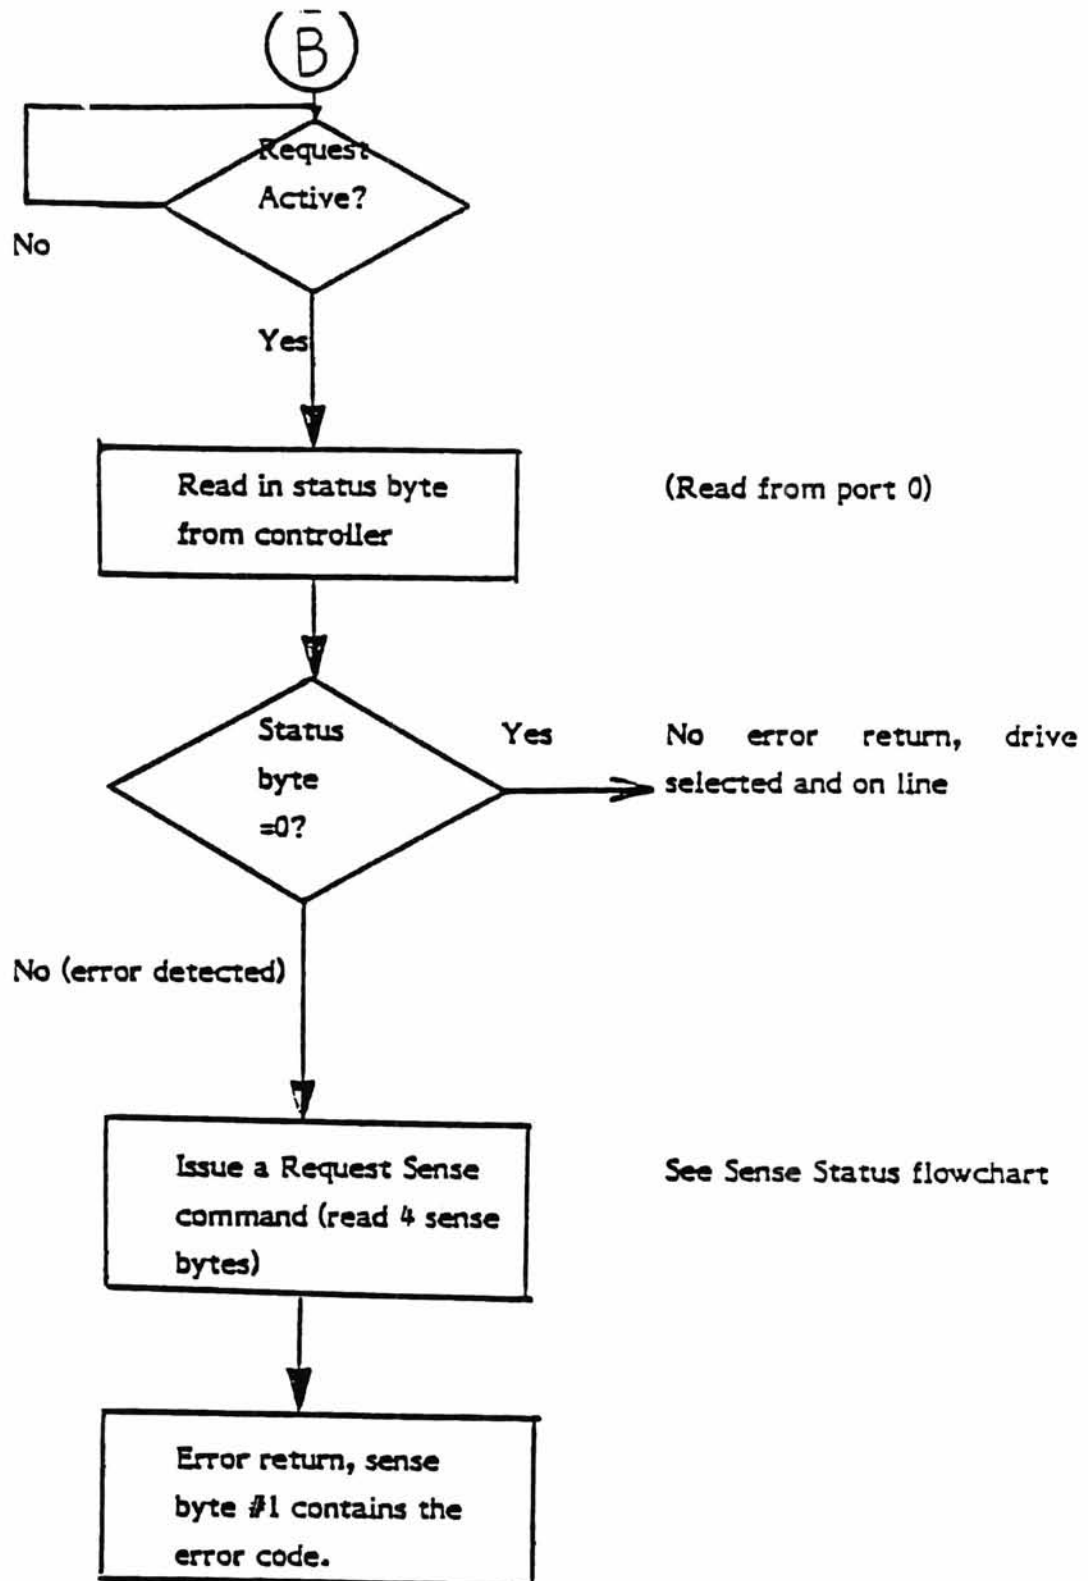 B
Request
Active?
No
Yes
Read in status byte
from controller
(Read from port 0)
Status
byte
=0?
Yes
No error return, drive
selected and on line
No (error detected)
Issue a Request Sense
command (read 4 sense
bytes)
See Sense Status flowchart
Error return, sense
byte #1 contains the
error code.